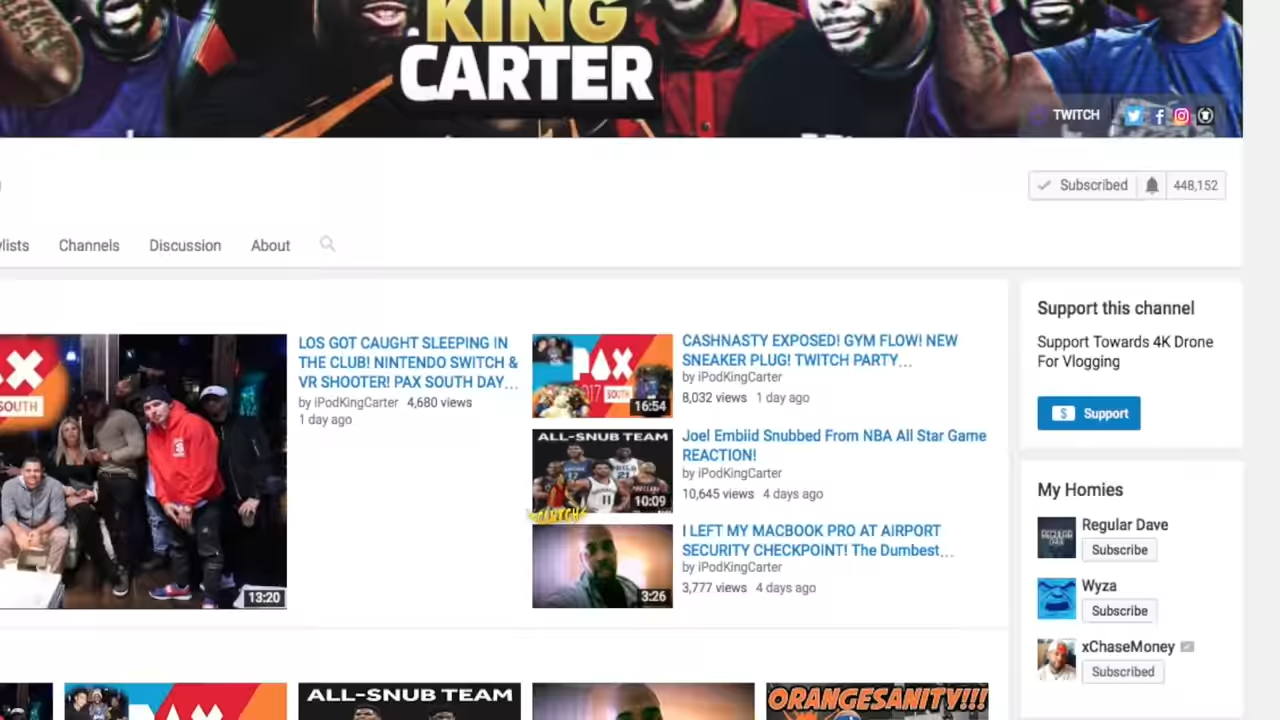 KING
CARTER
TWITCH
Subscribed
448,152
Channels
Discussion
About
SOUTH
13:20
LOS GOT CAUGHT SLEEPING IN
THE CLUB! NINTENDO SWITCH &
VR SHOOTER! PAX SOUTH DAY...
by iPodKingCarter 4,680 views
1 day ago
PAX
SOUTH
16:54
CASHNASTY EXPOSED! GYM FLOW! NEW
SNEAKER PLUG! TWITCH PARTY...
by iPodKingCarter
8,032 views 1 day ago
ALL-SNUB TEAM
10:09
Joel Embiid Snubbed From NBA All Star Game
REACTION!
by iPodKingCarter
10,645 views 4 days ago
3:26
I LEFT MY MACBOOK PRO AT AIRPORT
SECURITY CHECKPOINT! The Dumbest...
by iPodKingCarter
3,777 views 4 days ago
Support this channel
Support Towards 4K Drone
For Vlogging
$ Support
My Homies
Regular Dave
Subscribe
Wyza
Subscribe
xChaseMoney
Subscribed
ALL-SNUB TEAM
ORANGESANITY!!!